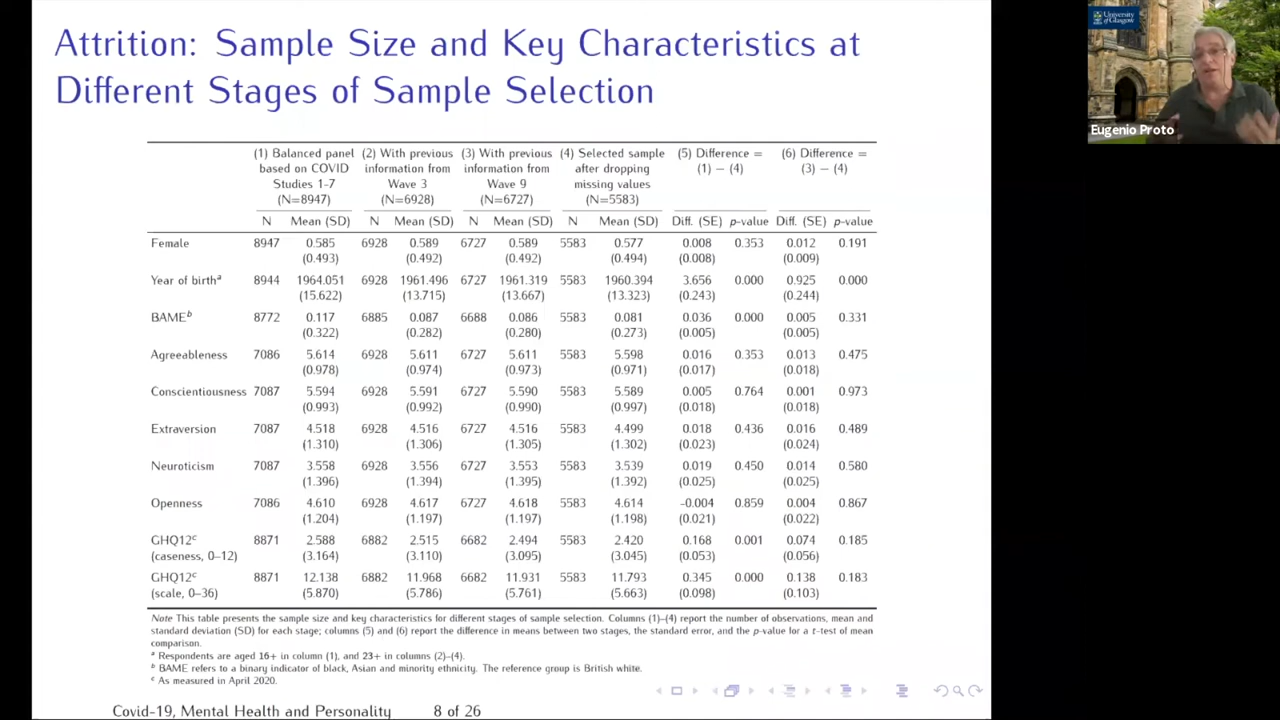 Attrition: Sample Size and Key Characteristics at
Different Stages of Sample Selection
University
of Glasgow
Eugenio Proto
(1) Balanced panel (2) With previous (3) With previous (4) Selected sample (5) Difference = (6) Difference =
based on COVID information from information from after dropping (1) − (4) (3) − (4)
Studies 1-7 Wave 3 Wave 9 missing values
(N=8947) (N=6928) (N=6727) (N=5583)
N Mean (SD) N Mean (SD) N Mean (SD) N Mean (SD) Diff. (SE) p-value Diff. (SE) p-value
Female 8947 0.585 6928 0.589 6727 0.589 5583 0.577 0.008 0.353 0.012 0.191
(0.493) (0.492) (0.492) (0.494) (0.008) (0.009)
Year of birthᵃ 8944 1964.051 6928 1961.496 6727 1961.319 5583 1960.394 3.656 0.000 0.925 0.000
(15.622) (13.715) (13.667) (13.323) (0.243) (0.244)
BAMEᵇ 8772 0.117 6885 0.087 6688 0.086 5583 0.081 0.036 0.000 0.005 0.331
(0.322) (0.282) (0.280) (0.273) (0.005) (0.005)
Agreeableness 7086 5.614 6928 5.611 6727 5.611 5583 5.598 0.016 0.353 0.013 0.475
(0.978) (0.974) (0.973) (0.971) (0.017) (0.018)
Conscientiousness 7087 5.594 6928 5.591 6727 5.590 5583 5.589 0.005 0.764 0.001 0.973
(0.993) (0.992) (0.990) (0.997) (0.018) (0.018)
Extraversion 7087 4.518 6928 4.516 6727 4.516 5583 4.499 0.018 0.436 0.016 0.489
(1.310) (1.306) (1.305) (1.302) (0.023) (0.024)
Neuroticism 7087 3.558 6928 3.556 6727 3.553 5583 3.539 0.019 0.450 0.014 0.580
(1.396) (1.394) (1.395) (1.392) (0.025) (0.025)
Openness 7086 4.610 6928 4.617 6727 4.618 5583 4.614 -0.004 0.859 0.004 0.867
(1.204) (1.197) (1.197) (1.198) (0.021) (0.022)
GHQ12ᶜ 8871 2.588 6882 2.515 6682 2.494 5583 2.420 0.168 0.001 0.074 0.185
(caseness, 0–12) (3.164) (3.110) (3.095) (3.045) (0.053) (0.056)
GHQ12ᶜ 8871 12.138 6882 11.968 6682 11.931 5583 11.793 0.345 0.000 0.138 0.183
(scale, 0–36) (5.870) (5.786) (5.761) (5.663) (0.098) (0.103)
Note This table presents the sample size and key characteristics for different stages of sample selection. Columns (1)–(4) report the number of observations, mean and
standard deviation (SD) for each stage; columns (5) and (6) report the difference in means between two stages, the standard error, and the p-value for a t-test of mean
comparison.
ᵃ Respondents are aged 16+ in column (1), and 23+ in columns (2)–(4).
ᵇ BAME refers to a binary indicator of black, Asian and minority ethnicity. The reference group is British white.
ᶜ As measured in April 2020.
Covid-19, Mental Health and Personality 8 of 26